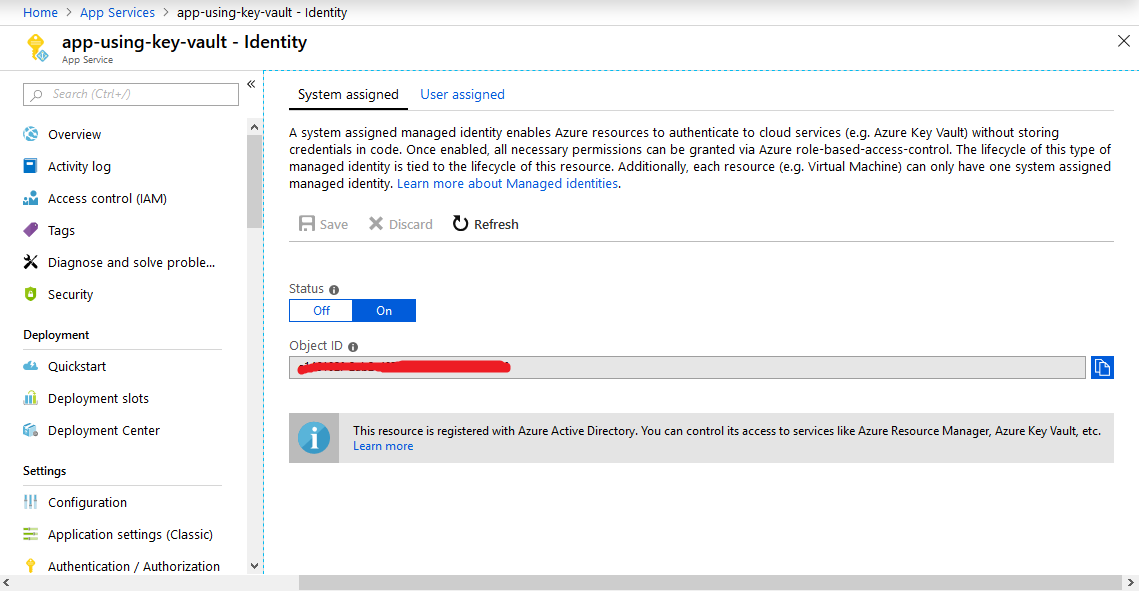 Home > App Services > app-using-key-vault - Identity
app-using-key-vault - Identity
App Service
Search (Ctrl+/)
Overview
Activity log
Access control (IAM)
Tags
Diagnose and solve proble...
Security
Deployment
Quickstart
Deployment slots
Deployment Center
Settings
Configuration
Application settings (Classic)
Authentication / Authorization
System assigned User assigned
A system assigned managed identity enables Azure resources to authenticate to cloud services (e.g. Azure Key Vault) without storing
credentials in code. Once enabled, all necessary permissions can be granted via Azure role-based-access-control. The lifecycle of this type of
managed identity is tied to the lifecycle of this resource. Additionally, each resource (e.g. Virtual Machine) can only have one system assigned
managed identity. Learn more about Managed identities.
Save Discard Refresh
Status
Off On
Object ID
This resource is registered with Azure Active Directory. You can control its access to services like Azure Resource Manager, Azure Key Vault, etc.
Learn more